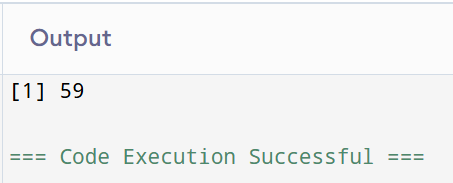 Output
[1] 59
=== Code Execution Successful ===